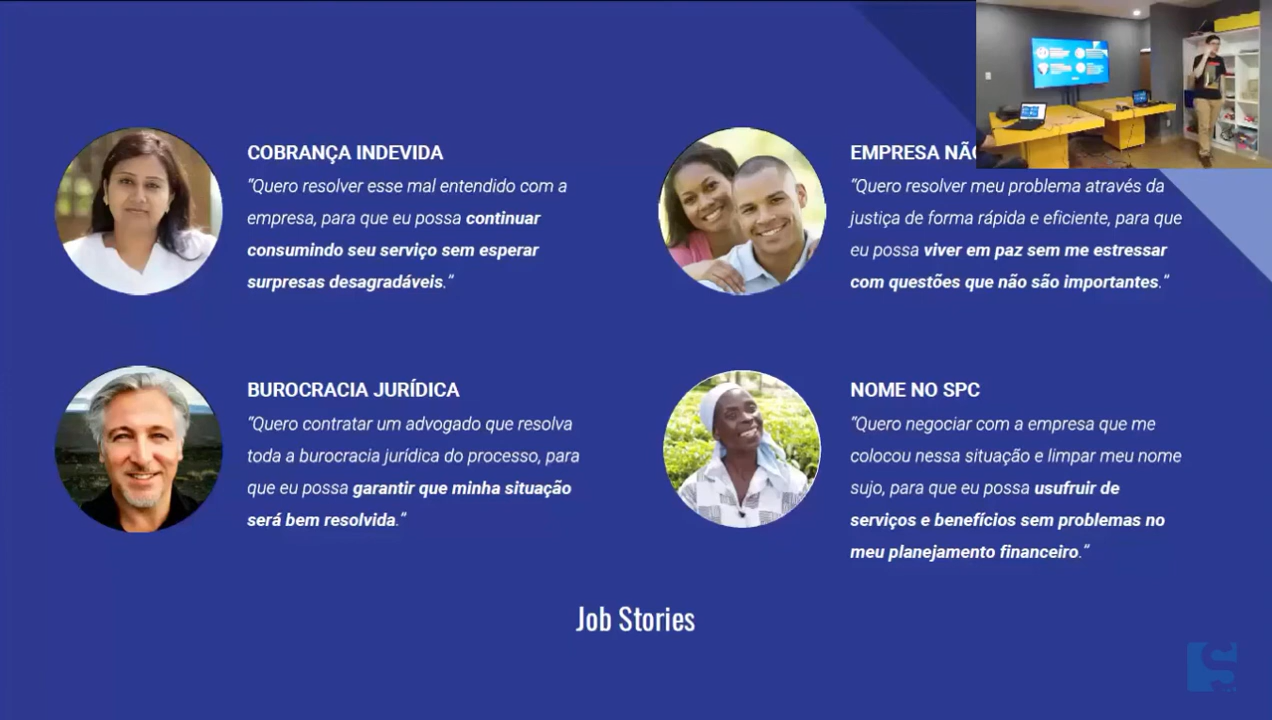 COBRANÇA INDEVIDA
“Quero resolver esse mal entendido com a
empresa, para que eu possa continuar
consumindo seu serviço sem esperar
surpresas desagradáveis.”
EMPRESA NÃ
“Quero resolver meu problema através da
justiça de forma rápida e eficiente, para que
eu possa viver em paz sem me estressar
com questões que não são importantes.”
BUROCRACIA JURÍDICA
“Quero contratar um advogado que resolva
toda a burocracia jurídica do processo, para
que eu possa garantir que minha situação
será bem resolvida.”
NOME NO SPC
“Quero negociar com a empresa que me
colocou nessa situação e limpar meu nome
sujo, para que eu possa usufruir de
serviços e benefícios sem problemas no
meu planejamento financeiro.”
Job Stories
S